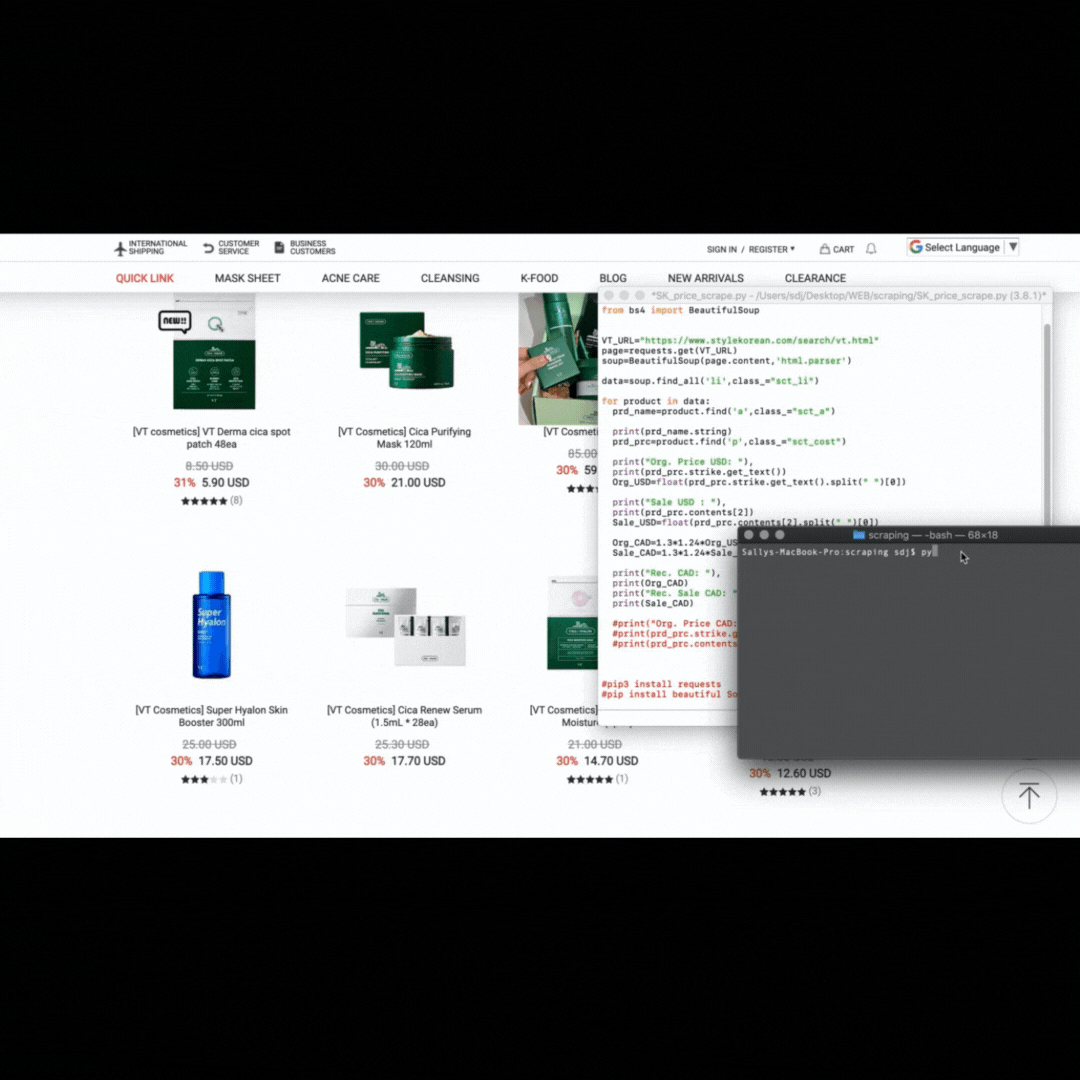 INTERNATIONAL
SHIPPING
CUSTOMER
SERVICE
BUSINESS
CUSTOMERS
SIGN IN / REGISTER ▾
CART
Select Language ▼
QUICK LINK
MASK SHEET
ACNE CARE
CLEANSING
K-FOOD
BLOG
NEW ARRIVALS
CLEARANCE
NEW!!
[VT cosmetics] VT Derma cica spot
patch 48ea
8.50 USD
31% 5.90 USD
(8)
[VT Cosmetics] Cica Purifying
Mask 120ml
30.00 USD
30% 21.00 USD
[VT Cosmeti
85.00
30% 59
Super
Hyalon
[VT Cosmetics] Super Hyalon Skin
Booster 300ml
25.00 USD
30% 17.50 USD
(1)
[VT Cosmetics] Cica Renew Serum
(1.5mL * 28ea)
25.30 USD
30% 17.70 USD
[VT Cosmeti
Moistur
21.00 USD
30% 14.70 USD
(1)
30% 12.60 USD
(3)
*SK_price_scrape.py - /Users/sdj/Desktop/WEB/scraping/SK_price_scrape.py (3.8.1)*
from bs4 import BeautifulSoup
VT_URL="https://www.stylekorean.com/search/vt.html"
page=requests.get(VT_URL)
soup=BeautifulSoup(page.content,'html.parser')
data=soup.find_all('li',class_="sct_li")
for product in data:
prd_name=product.find('a',class_="sct_a")
print(prd_name.string)
prd_prc=product.find('p',class_="sct_cost")
print("Org. Price USD: "),
print(prd_prc.strike.get_text())
Org_USD=float(prd_prc.strike.get_text().split(" ")[0])
print("Sale USD : "),
print(prd_prc.contents[2])
Sale_USD=float(prd_prc.contents[2].split(" ")[0])
Org_CAD=1.3*1.24*Org_US
Sale_CAD=1.3*1.24*Sale_
print("Rec. CAD: "),
print(Org_CAD)
print("Rec. Sale CAD: "
print(Sale_CAD)
#print("Org. Price CAD:
#print(prd_prc.strike.g
#print(prd_prc.contents
#pip3 install requests
#pip install beautiful So
scraping — -bash — 68×18
Sallys-MacBook-Pro:scraping sdj$ py